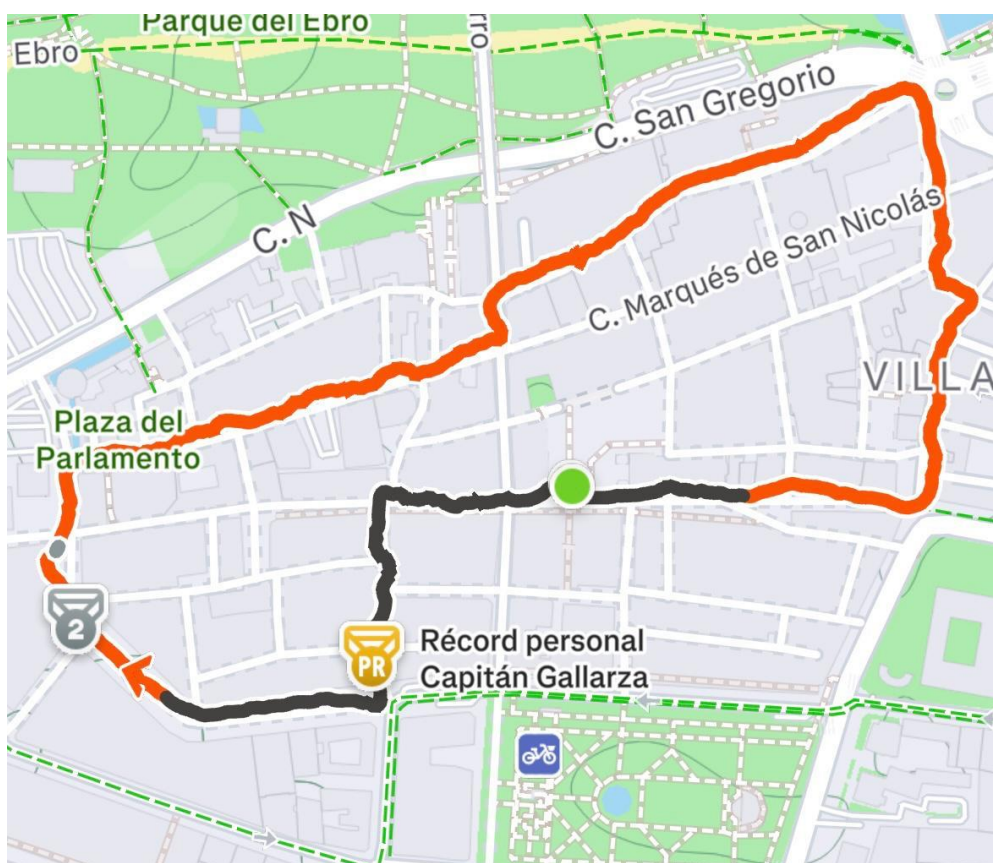 Parque del Ebro
Ebro
rro
C. San Gregorio
C. N
C. Marqués de San Nicolás
VILLA
Plaza del
Parlamento
2
PR
Récord personal
Capitán Gallarza